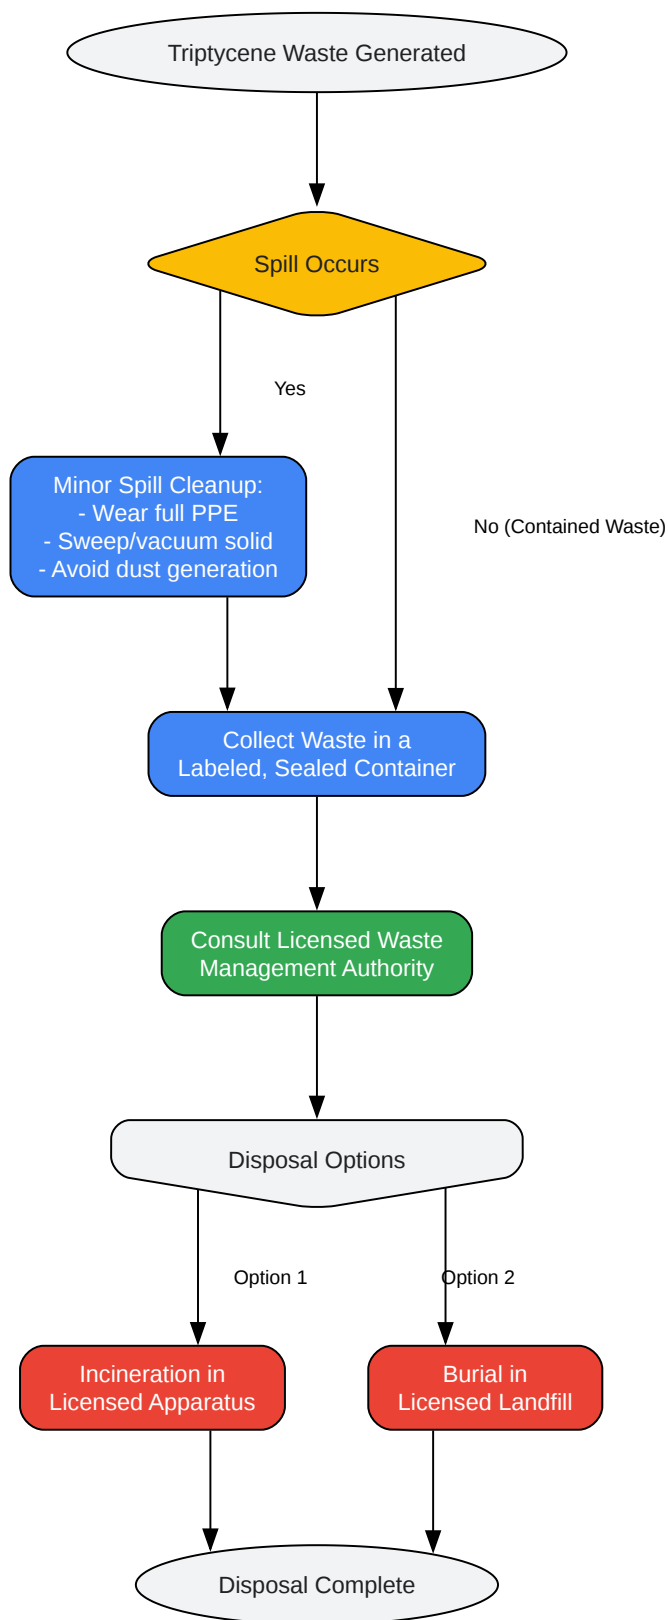 Triptycene Waste Generated
Spill Occurs
Yes
Minor Spill Cleanup:
- Wear full PPE
- Sweep/vacuum solid
- Avoid dust generation
No (Contained Waste)
Collect Waste in a
Labeled, Sealed Container
Consult Licensed Waste
Management Authority
Disposal Options
Option 1
Option 2
Incineration in
Licensed Apparatus
Burial in
Licensed Landfill
Disposal Complete